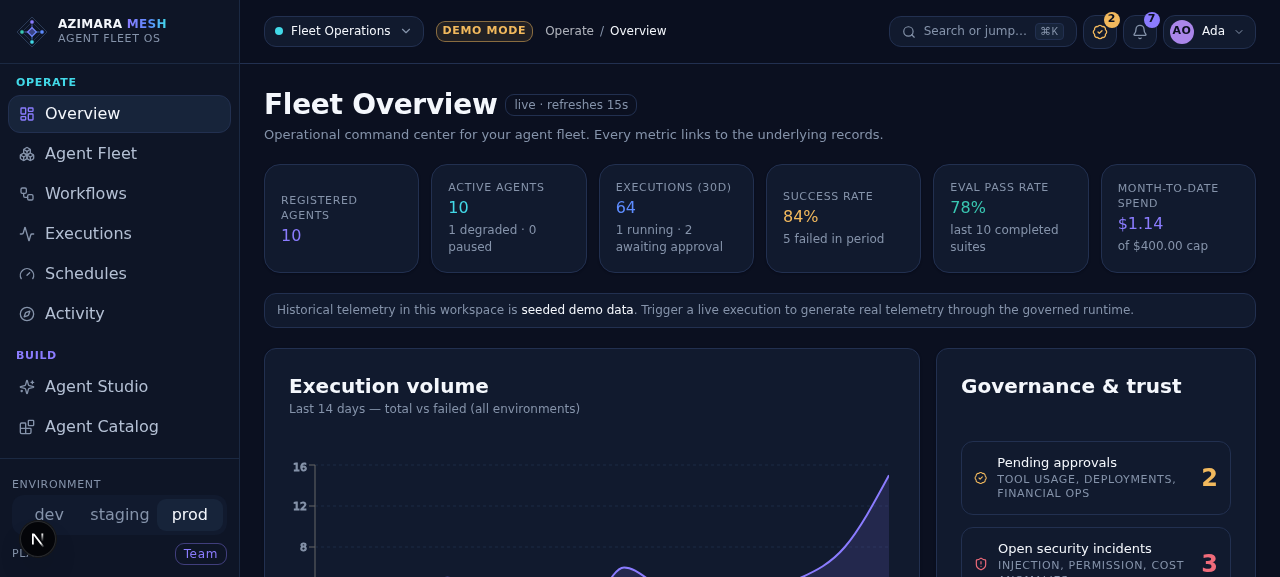 AZIMARA MESH
AGENT FLEET OS
OPERATE
Overview
Agent Fleet
Workflows
Executions
Schedules
Activity
BUILD
Agent Studio
Agent Catalog
ENVIRONMENT
dev staging prod
N
Team
Fleet Operations
DEMO MODE
Operate / Overview
Search or jump... ⌘K
2
7
AO Ada
Fleet Overview
live · refreshes 15s
Operational command center for your agent fleet. Every metric links to the underlying records.
REGISTERED
AGENTS
10
ACTIVE AGENTS
10
1 degraded · 0
paused
EXECUTIONS (30D)
64
1 running · 2
awaiting approval
SUCCESS RATE
84%
5 failed in period
EVAL PASS RATE
78%
last 10 completed
suites
MONTH-TO-DATE
SPEND
$1.14
of $400.00 cap
Historical telemetry in this workspace is seeded demo data. Trigger a live execution to generate real telemetry through the governed runtime.
Execution volume
Last 14 days — total vs failed (all environments)
16
12
8
Governance & trust
Pending approvals
TOOL USAGE, DEPLOYMENTS,
FINANCIAL OPS
2
Open security incidents
INJECTION, PERMISSION, COST
3